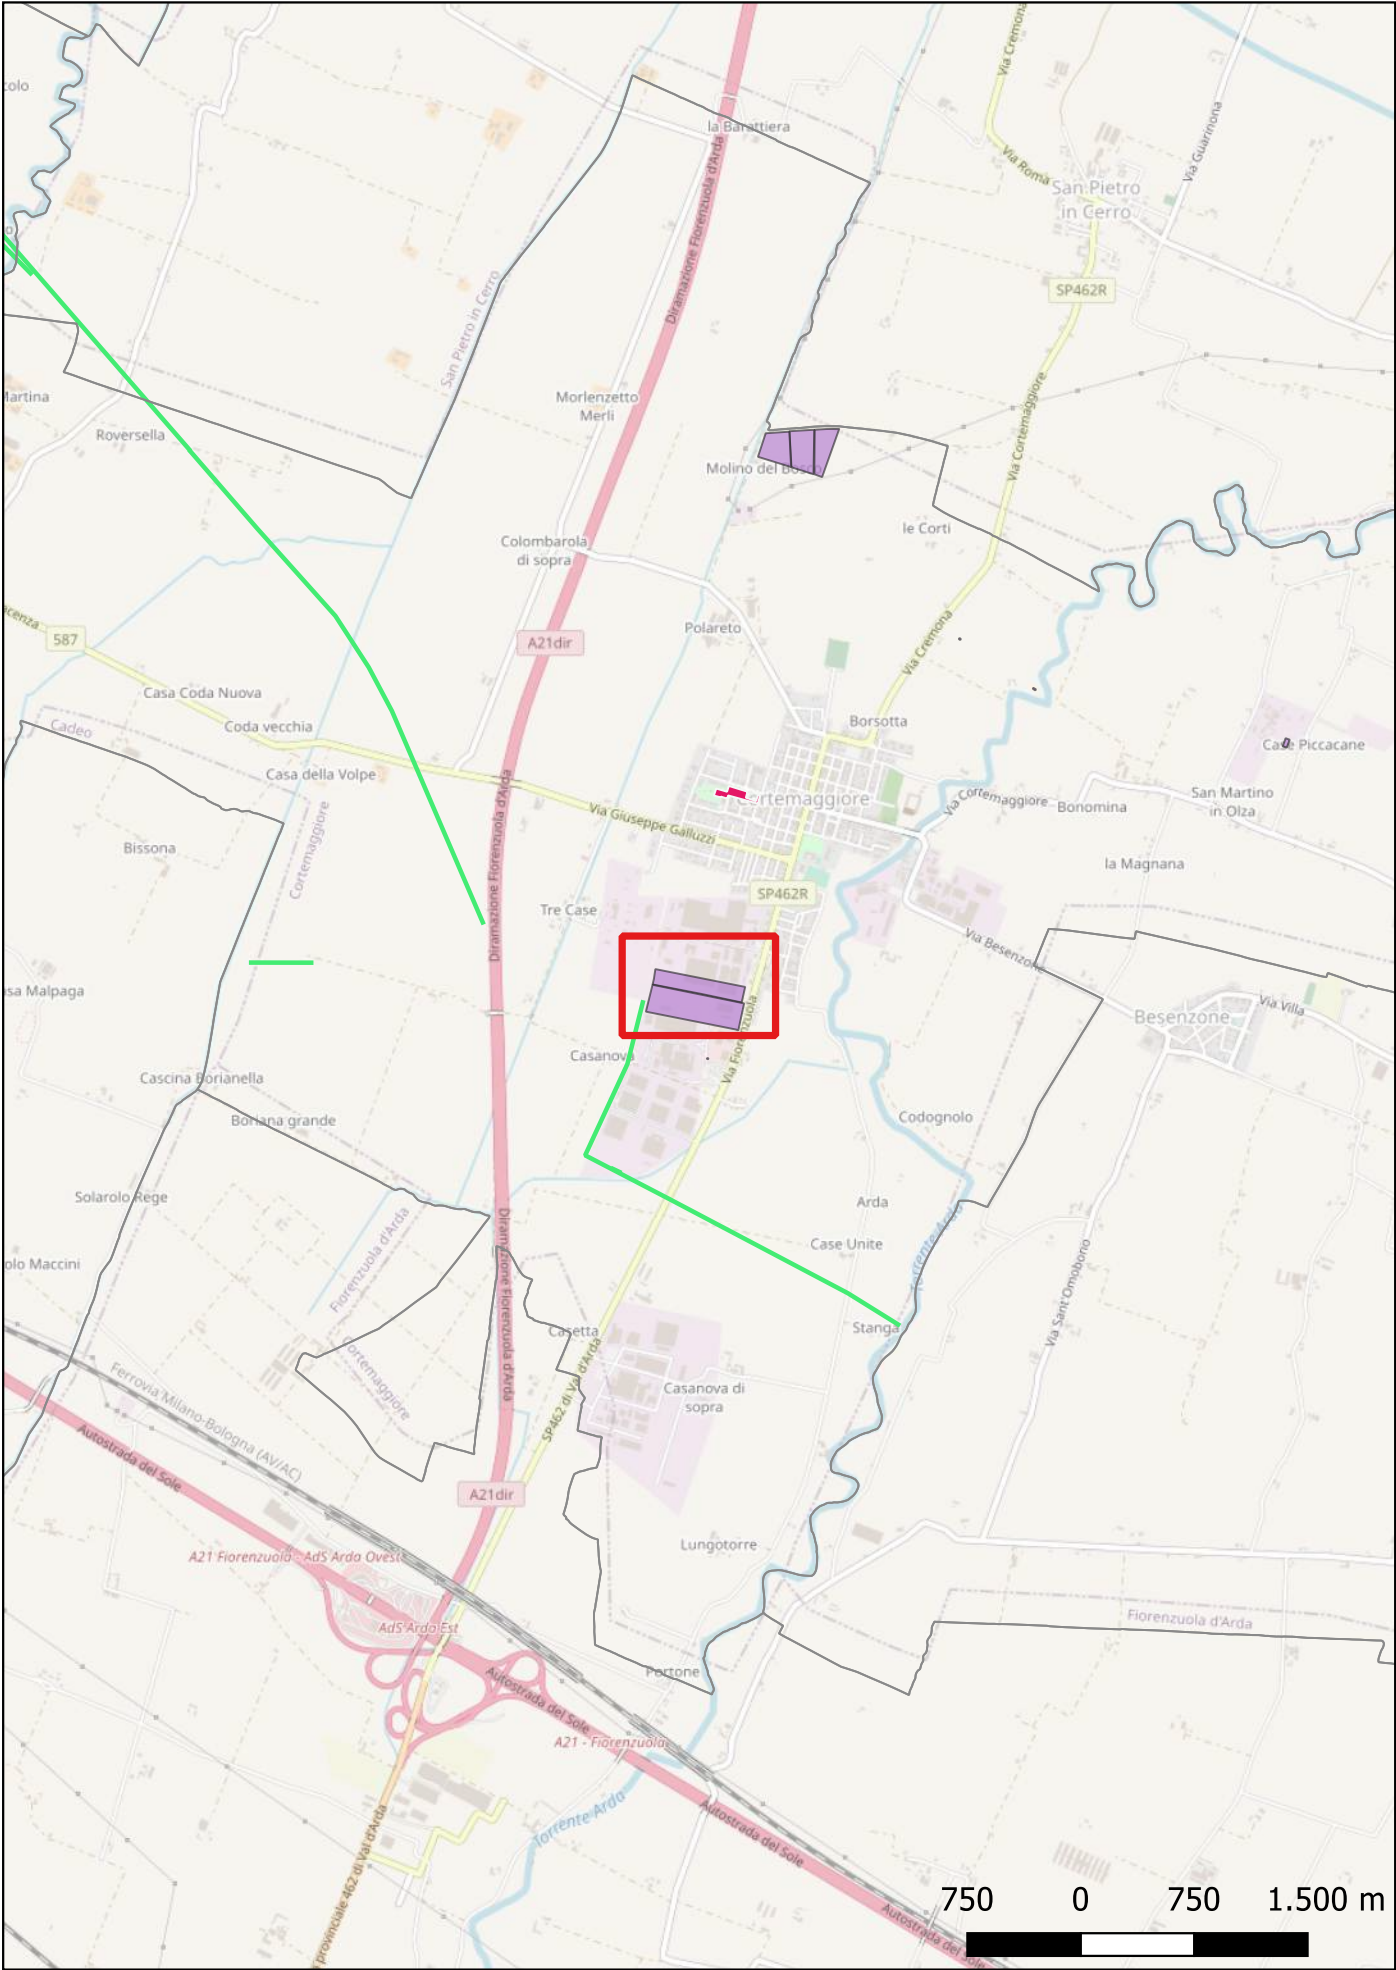 Via Cremona
colo
la Barattiera
Via Guarinona
Diramazione Fiorenzuola d'Arda
Via Roma
San Pietro
in Cerro
SP462R
San Pietro in Cerro
Diramazione Fiorenzuola d'Arda
Martina
Morlenzetto
Merli
Roversella
Via Cortemaggiore
Molino del Bosco
le Corti
Colombarola
di sopra
acenza
587
A21dir
Polareto
Via Cremona
Casa Coda Nuova
Cadeo
Coda vecchia
Borsotta
Case Piccacane
Casa della Volpe
Cortemaggiore
Via Giuseppe Galluzzi
Via Cortemaggiore
Bonomina
San Martino
in Olza
Cortemaggiore
Bissona
la Magnana
Diramazione Fiorenzuola d'Arda
SP462R
Tre Case
Via Besenzone
asa Malpaga
Via Villa
Besenzone
Via Fiorenzuola
Casanova
Cascina Borianella
Boriana grande
Codognolo
Solarolo Rege
Arda
Fiorenzuola d'Arda
Diramazione Fiorenzuola d'Arda
Case Unite
Torrente Arda
olo Maccini
Via Sant'Omobono
Casetta
Stanga
Cortemaggiore
SP462 di Val d'Arda
Casanova di
sopra
Ferrovia Milano-Bologna (AV/AC)
Autostrada del Sole
A21dir
Lungotorre
A21 Fiorenzuola - AdS Arda Ovest
AdS Arda Est
Fiorenzuola d'Arda
Portone
Autostrada del Sole
A21 - Fiorenzuola
Torrente Arda
Autostrada del Sole
provinciale 462 di Val d'Arda
Autostrada del Sole
750 0 750 1.500 m